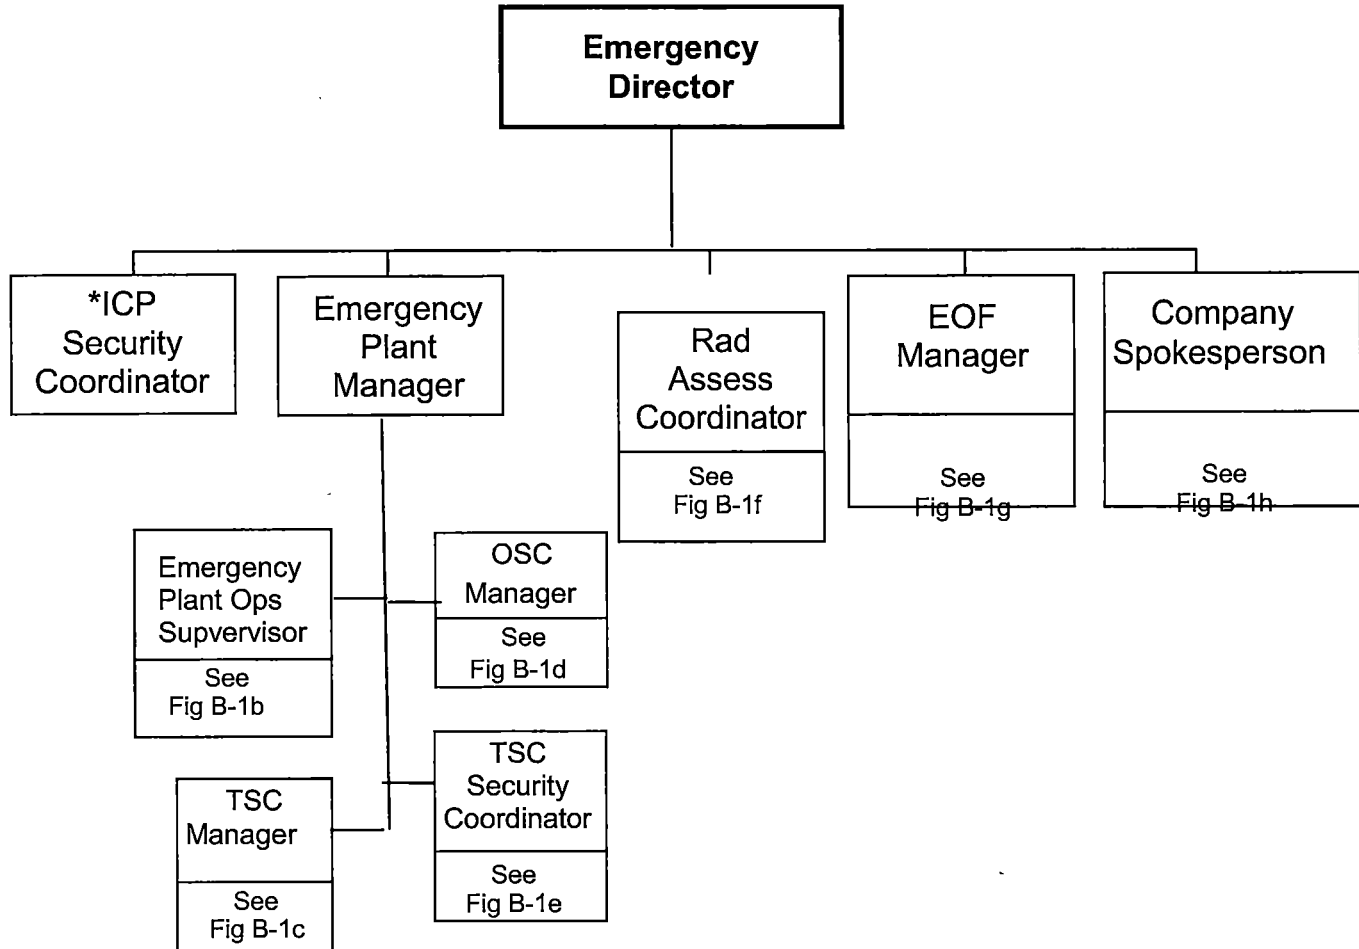 Emergency
Director
*ICP
Security
Coordinator
Emergency
Plant
Manager
Rad
Assess
Coordinator
See
Fig B-1f
EOF
Manager
See
Fig B-1g
Company
Spokesperson
See
Fig B-1h
Emergency
Plant Ops
Supvervisor
See
Fig B-1b
OSC
Manager
See
Fig B-1d
TSC
Manager
See
Fig B-1c
TSC
Security
Coordinator
See
Fig B-1e